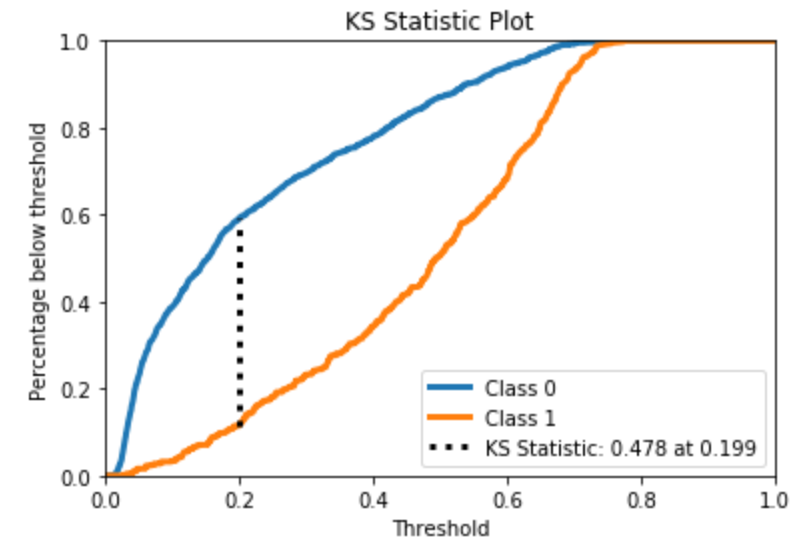 KS Statistic Plot
1.0
0.8
0.6
0.4
0.2
0.0
Percentage below threshold
Class 0
Class 1
KS Statistic: 0.478 at 0.199
0.0 0.2 0.4 0.6 0.8 1.0
Threshold